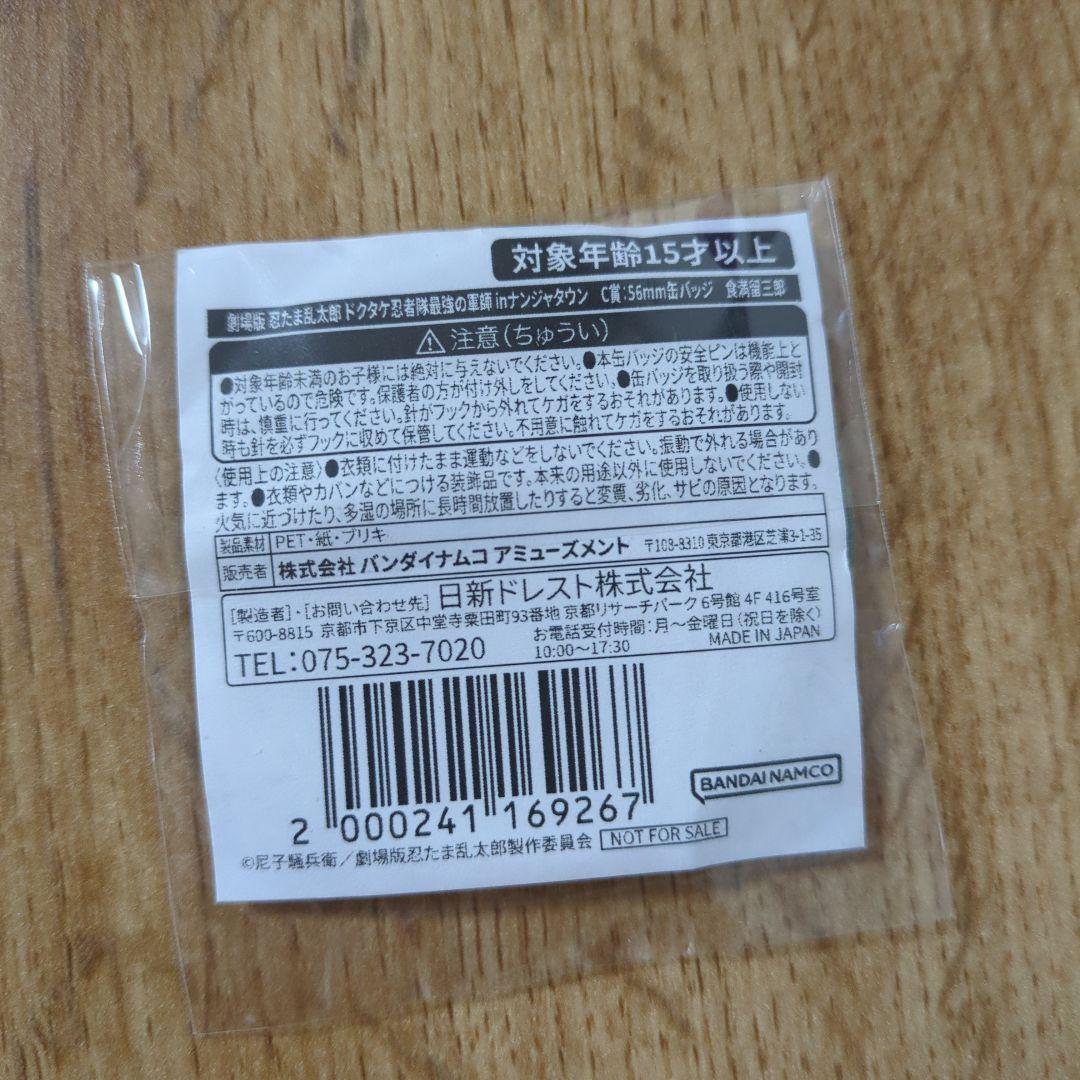 対象年齢15才以上
劇場版 忍たま乱太郎 ドクタケ忍者隊最強の軍師 inナンジャタウン C賞:56mm缶バッジ 食満留三郎
⚠注意(ちゅうい)
●対象年齢未満のお子様には絶対に与えないでください。●本缶バッジの安全ピンは機能上と
がっているので危険です。保護者の方が付け外しをしてください。●缶バッジを取り扱う際や開封
時は、慎重に行ってください。針がフックから外れてケガをするおそれがあります。●使用しない
時も針を必ずフックに収めて保管してください。不用意に触れてケガをするおそれがあります。
〈使用上の注意〉●衣類に付けたまま運動などをしないでください。振動で外れる場合があり
ます。●衣類やカバンなどにつける装飾品です。本来の用途以外に使用しないでください。●
火気に近づけたり、多湿の場所に長時間放置したりすると変質、劣化、サビの原因となります。
製品素材 PET・紙・ブリキ
販売者 株式会社 バンダイナムコ アミューズメント 〒108-8310 東京都港区芝浦3-1-35
[製造者]・[お問い合わせ先] 日新ドレスト株式会社
〒600-8815 京都市下京区中堂寺粟田町93番地 京都リサーチパーク 6号館 4F 416号室
TEL:075-323-7020 お電話受付時間:月〜金曜日(祝日を除く)
10:00〜17:30 MADE IN JAPAN
2 000241 169267
BANDAI NAMCO
©尼子騒兵衛/劇場版忍たま乱太郎製作委員会 NOT FOR SALE